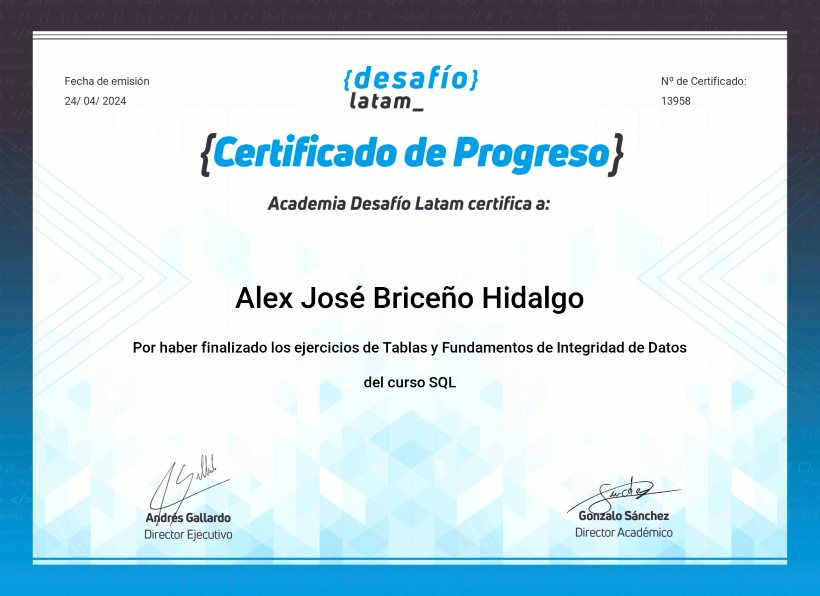 Fecha de emisión
24/ 04/ 2024
{desafío}
latam_
Nº de Certificado:
13958
{Certificado de Progreso}
Academia Desafío Latam certifica a:
Alex José Briceño Hidalgo
Por haber finalizado los ejercicios de Tablas y Fundamentos de Integridad de Datos
del curso SQL
Andrés Gallardo
Director Ejecutivo
Gonzalo Sánchez
Director Académico